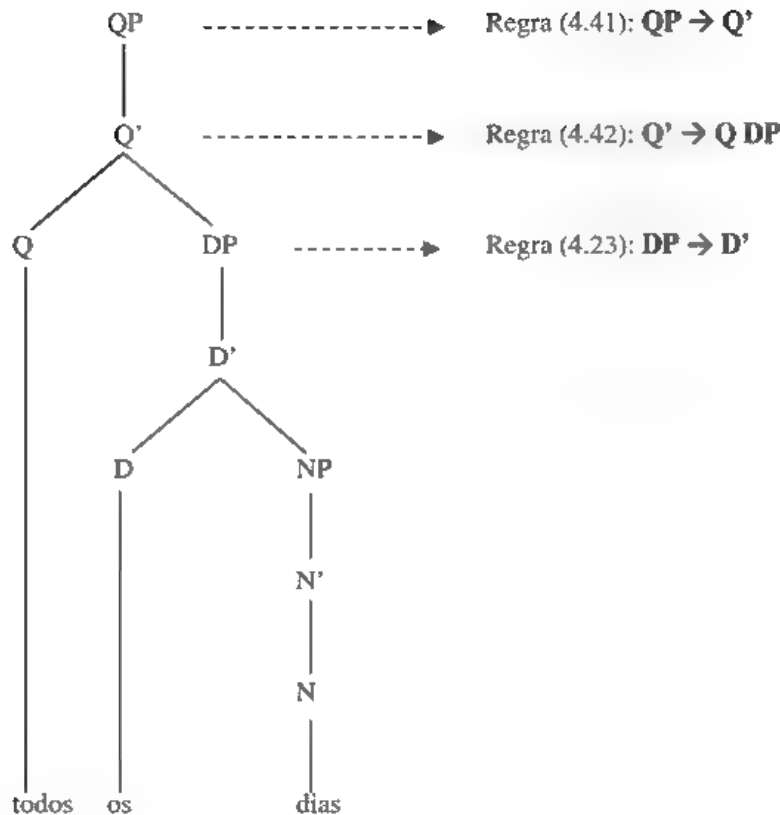 QP Regra (4.41): QP → Q’
Q’ Regra (4.42): Q’ → Q DP
Q DP Regra (4.23): DP → D’
D’
D NP
N’
N
todos os dias